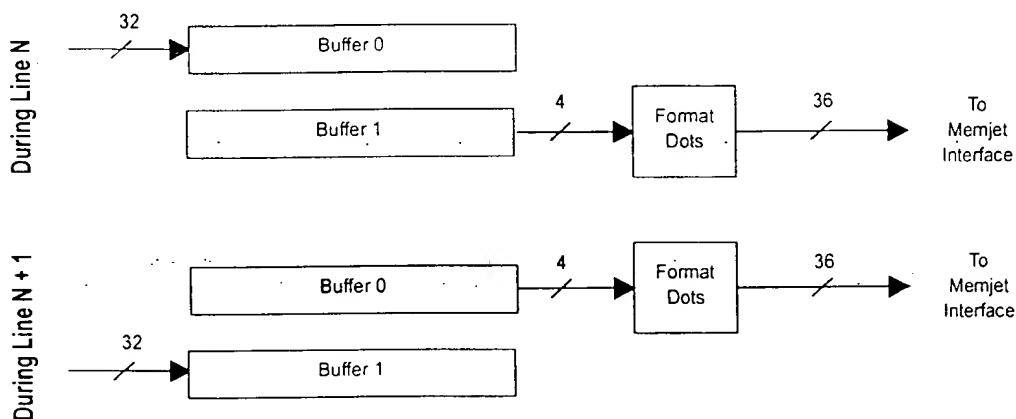 During Line N
32
Buffer 0
Buffer 1
4
Format
Dots
36
To
Memjet
Interface
During Line N + 1
Buffer 0
4
Format
Dots
36
To
Memjet
Interface
32
Buffer 1